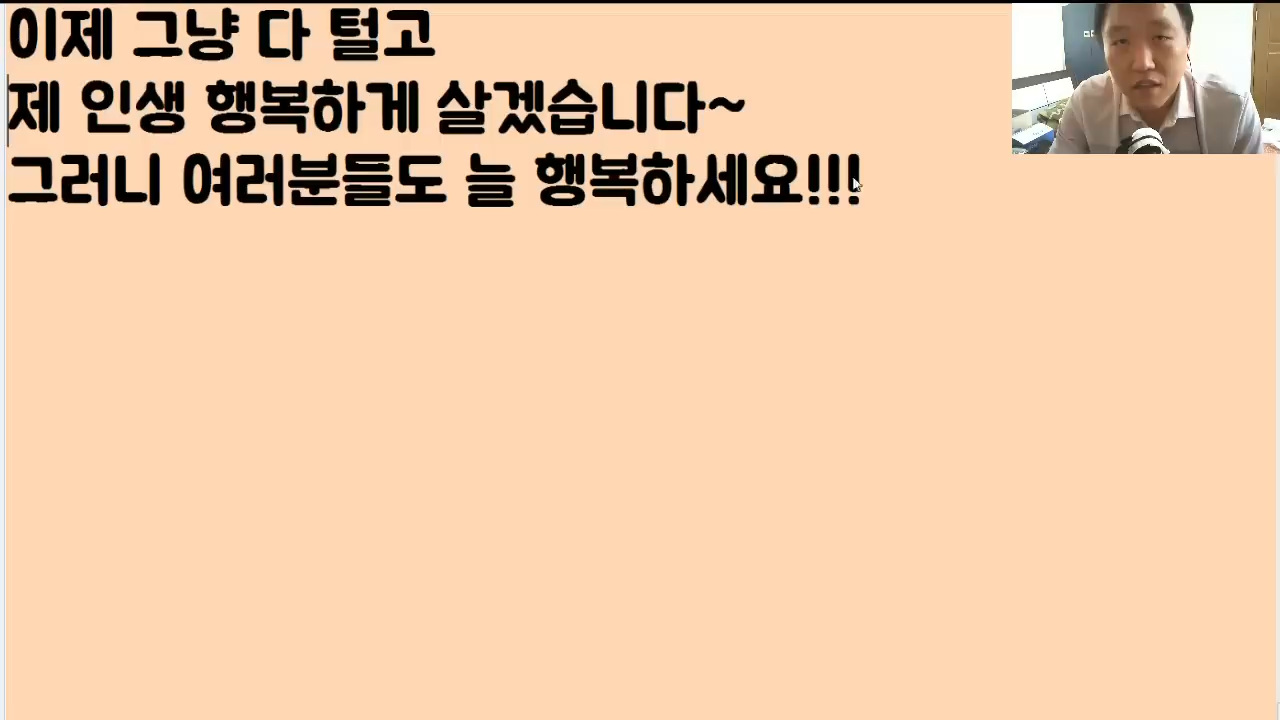 이제 그냥 다 털고
제 인생 행복하게 살겠습니다~
그러니 여러분들도 늘 행복하세요!!!